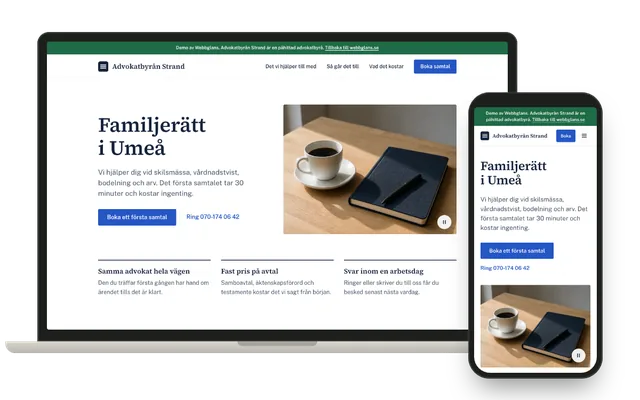 Demo av Webbglans. Advokatbyrån Strand är en påhittad advokatbyrå. Tillbaka till webbglans.se
Advokatbyrån Strand
Det vi hjälper till med
Så går det till
Vad det kostar
Boka samtal
Familjerätt
i Umeå
Vi hjälper dig vid skilsmässa, vårdnadstvist,
bodelning och arv. Det första samtalet tar 30
minuter och kostar ingenting.
Boka ett första samtal
Ring 070-174 06 42
Samma advokat hela vägen
Den du träffar första gången har hand om
ärendet tills det är klart.
Fast pris på avtal
Samboavtal, äktenskapsförord och
testamente kostar det vi sagt från början.
Svar inom en arbetsdag
Ringer eller skriver du till oss får du
besked senast nästa vardag.
Demo av Webbglans. Advokatbyrån Strand är en
påhittad advokatbyrå. Tillbaka till webbglans.se
Advokatbyrån Strand
Boka
Familjerätt
i Umeå
Vi hjälper dig vid skilsmässa,
vårdnadstvist, bodelning och arv. Det
första samtalet tar 30 minuter och
kostar ingenting.
Boka ett första samtal
Ring 070-174 06 42